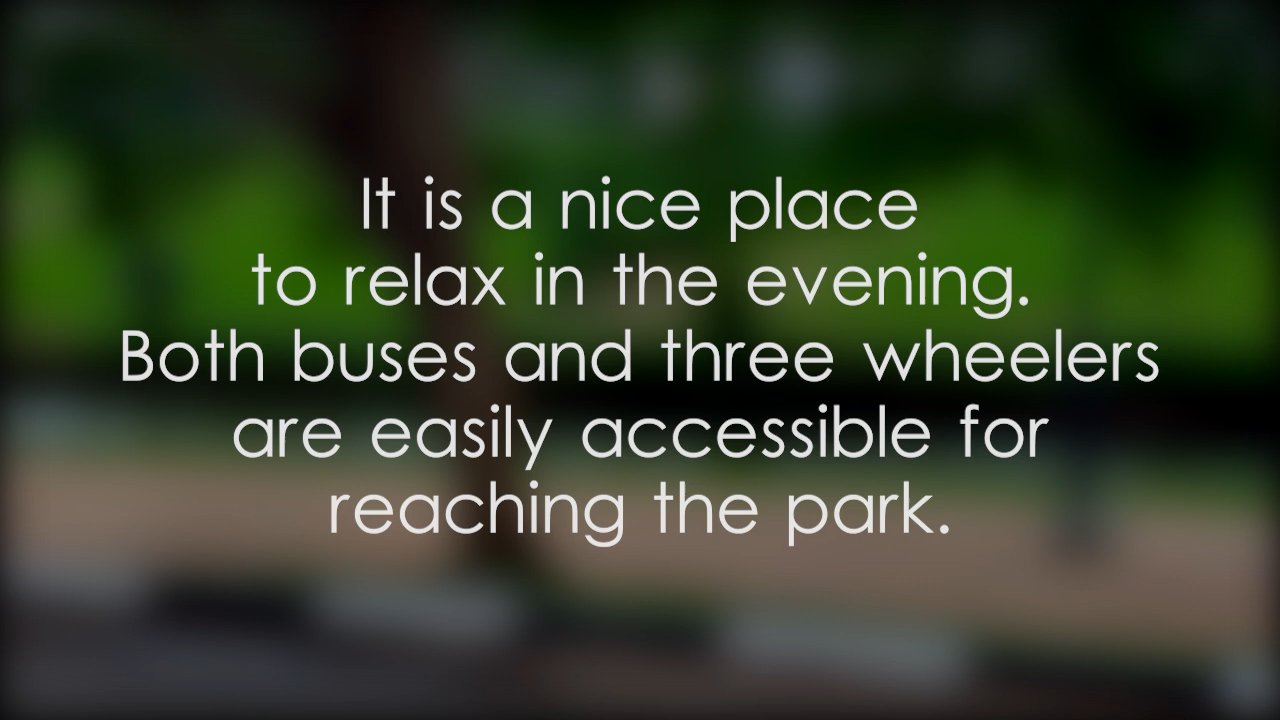 It is a nice place
to relax in the evening.
Both buses and three wheelers
are easily accessible for
reaching the park.